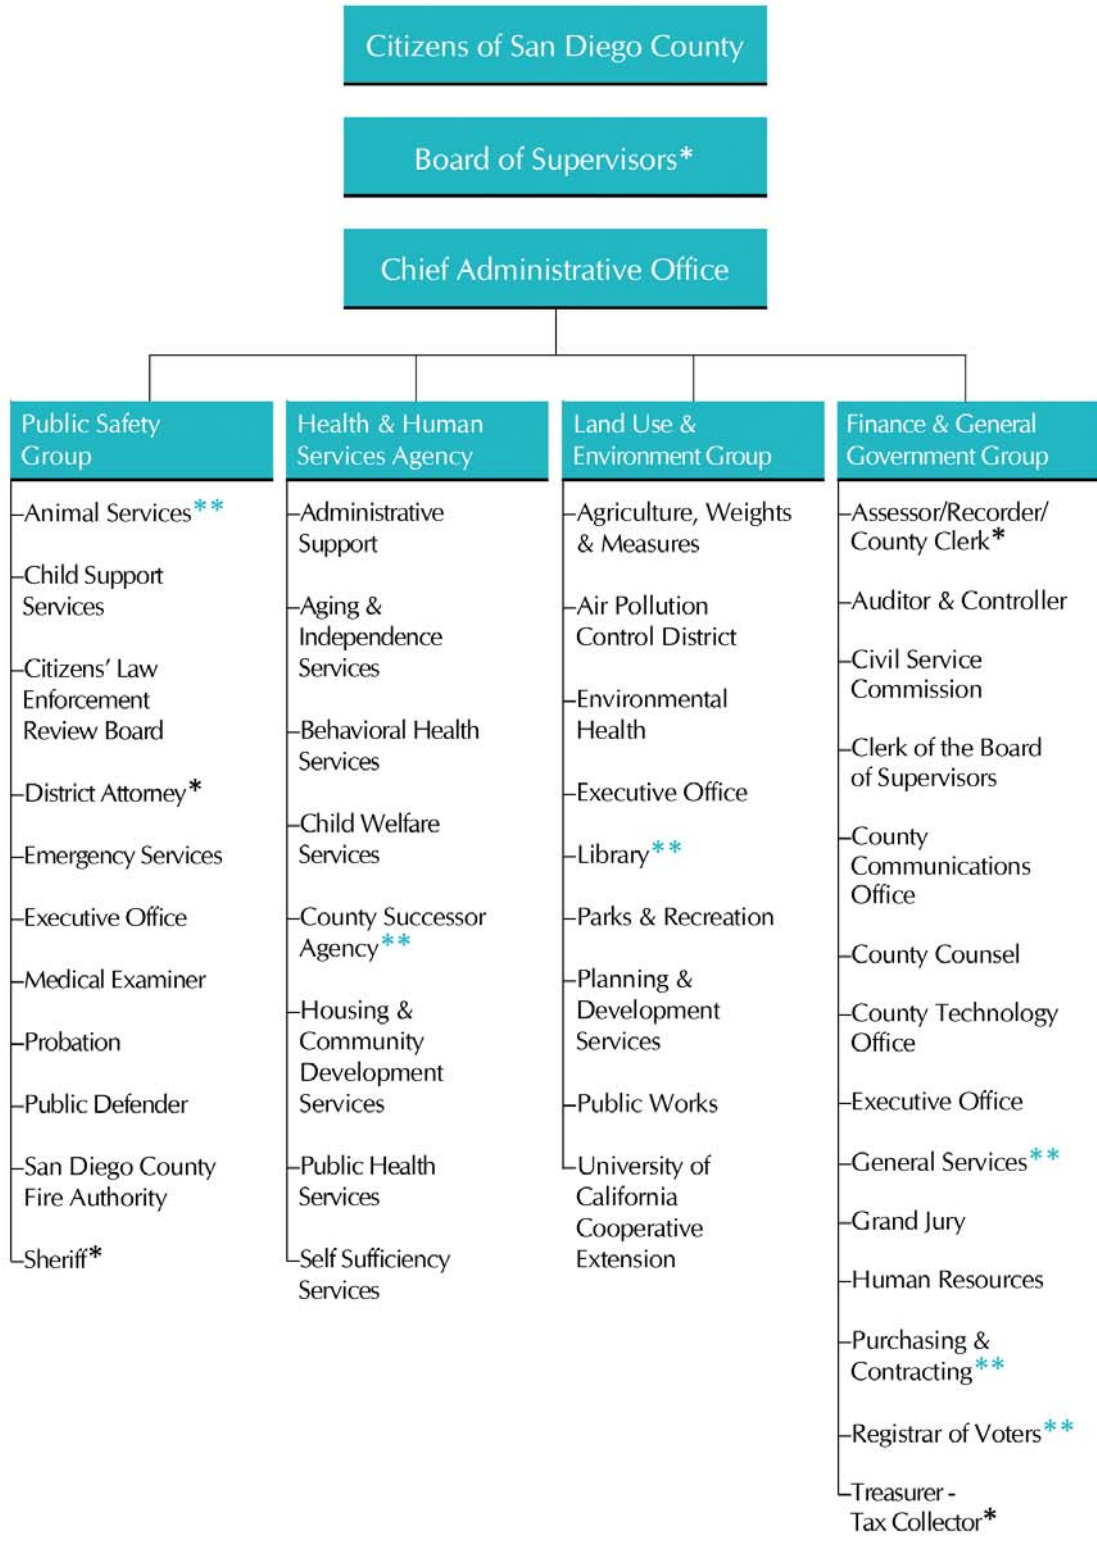 Citizens of San Diego County
Board of Supervisors*
Chief Administrative Office
Public Safety
Group
Animal Services**
Child Support
Services
Citizens’ Law
Enforcement
Review Board
District Attorney*
Emergency Services
Executive Office
Medical Examiner
Probation
Public Defender
San Diego County
Fire Authority
Sheriff*
Health & Human
Services Agency
Administrative
Support
Aging &
Independence
Services
Behavioral Health
Services
Child Welfare
Services
County Successor
Agency**
Housing &
Community
Development
Services
Public Health
Services
Self Sufficiency
Services
Land Use &
Environment Group
Agriculture, Weights
& Measures
Air Pollution
Control District
Environmental
Health
Executive Office
Library**
Parks & Recreation
Planning &
Development
Services
Public Works
University of
California
Cooperative
Extension
Finance & General
Government Group
Assessor/Recorder/
County Clerk*
Auditor & Controller
Civil Service
Commission
Clerk of the Board
of Supervisors
County
Communications
Office
County Counsel
County Technology
Office
Executive Office
General Services**
Grand Jury
Human Resources
Purchasing &
Contracting**
Registrar of Voters**
Treasurer -
Tax Collector*